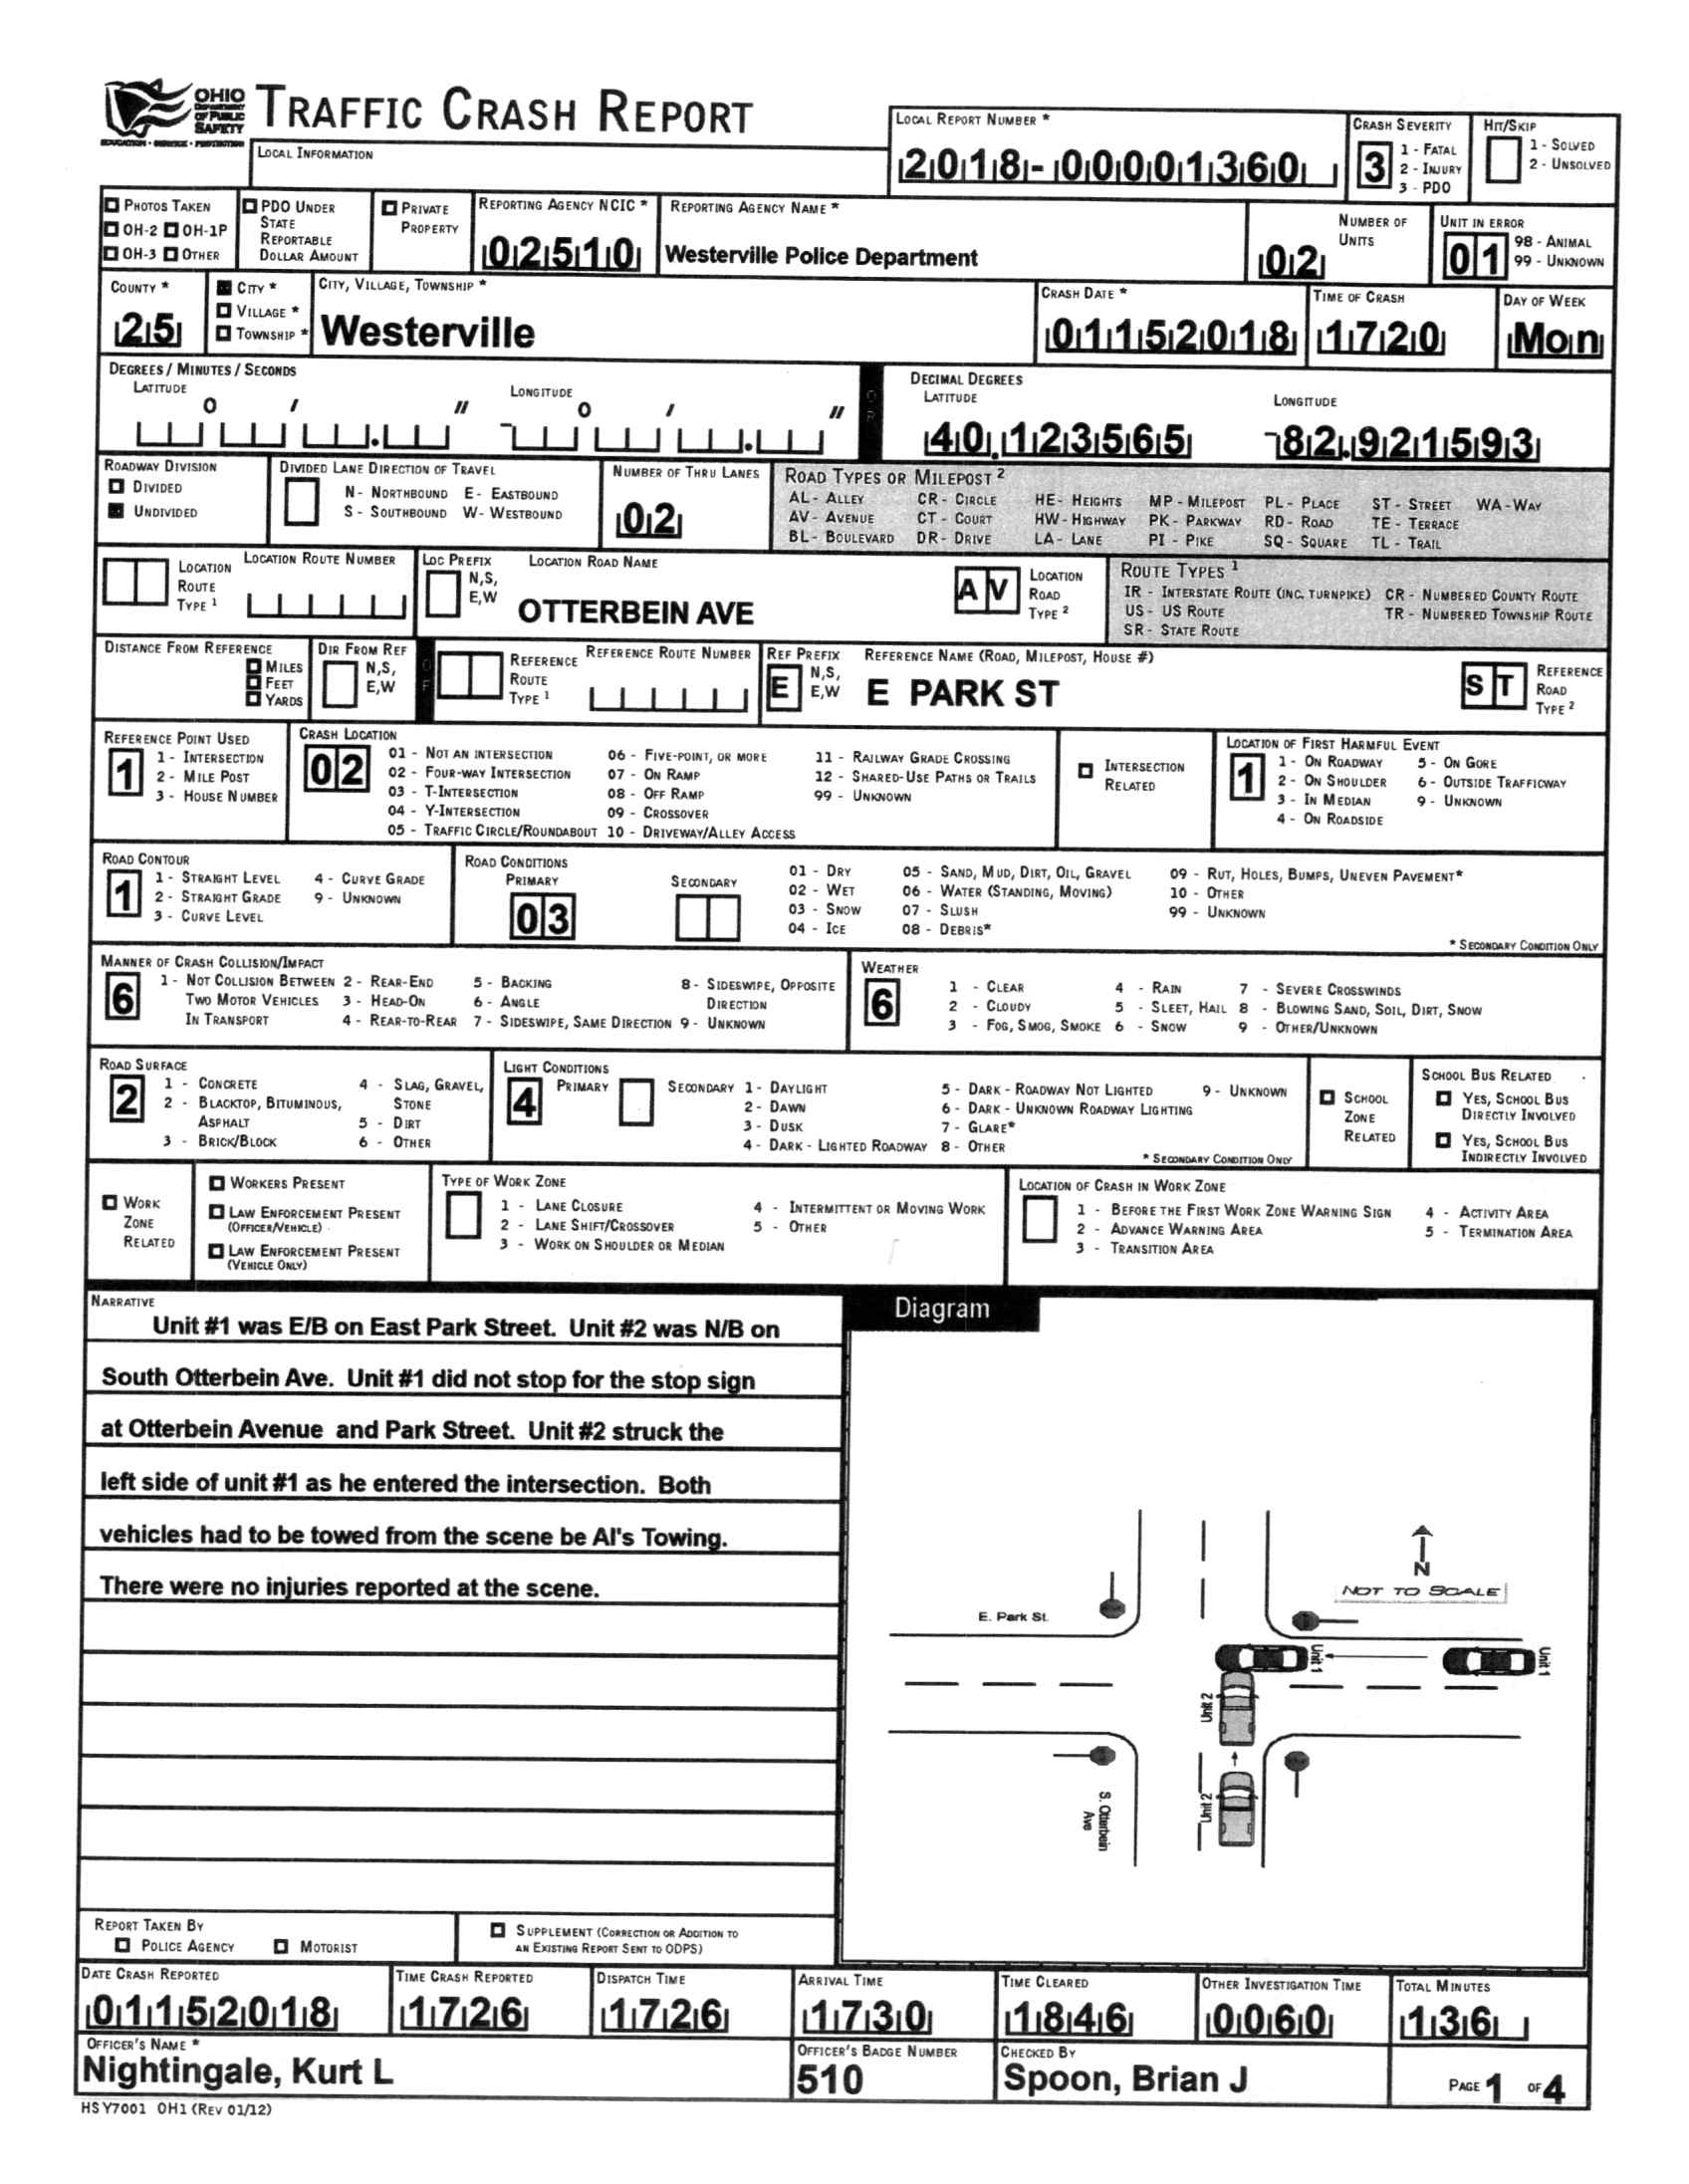 OHIO
DEPARTMENT
OF PUBLIC
SAFETY
EDUCATION • SERVICE • PROTECTION
TRAFFIC CRASH REPORT
LOCAL INFORMATION
LOCAL REPORT NUMBER *
2018-00001360
CRASH SEVERITY
3
1 - FATAL
2 - INJURY
3 - PDO
HIT/SKIP
1 - SOLVED
2 - UNSOLVED
PHOTOS TAKEN
OH-2 OH-1P
OH-3 OTHER
PDO UNDER
STATE
REPORTABLE
DOLLAR AMOUNT
PRIVATE
PROPERTY
REPORTING AGENCY NCIC *
02510
REPORTING AGENCY NAME *
Westerville Police Department
NUMBER OF
UNITS
02
UNIT IN ERROR
01
98 - ANIMAL
99 - UNKNOWN
COUNTY *
25
CITY *
VILLAGE *
TOWNSHIP *
CITY, VILLAGE, TOWNSHIP *
Westerville
CRASH DATE *
01152018
TIME OF CRASH
1720
DAY OF WEEK
Mon
DEGREES / MINUTES / SECONDS
LATITUDE
O / //
LONGITUDE
- O / //
OR
DECIMAL DEGREES
LATITUDE
40.123565
LONGITUDE
-82.921593
ROADWAY DIVISION
DIVIDED
UNDIVIDED
DIVIDED LANE DIRECTION OF TRAVEL
N - NORTHBOUND E - EASTBOUND
S - SOUTHBOUND W - WESTBOUND
NUMBER OF THRU LANES
02
ROAD TYPES OR MILEPOST 2
AL - ALLEY CR - CIRCLE HE - HEIGHTS MP - MILEPOST PL - PLACE ST - STREET WA - WAY
AV - AVENUE CT - COURT HW - HIGHWAY PK - PARKWAY RD - ROAD TE - TERRACE
BL - BOULEVARD DR - DRIVE LA - LANE PI - PIKE SQ - SQUARE TL - TRAIL
LOCATION
ROUTE
TYPE 1
LOCATION ROUTE NUMBER
LOC PREFIX
N,S,
E,W
LOCATION ROAD NAME
OTTERBEIN AVE
AV
LOCATION
ROAD
TYPE 2
ROUTE TYPES 1
IR - INTERSTATE ROUTE (INC. TURNPIKE) CR - NUMBERED COUNTY ROUTE
US - US ROUTE TR - NUMBERED TOWNSHIP ROUTE
SR - STATE ROUTE
DISTANCE FROM REFERENCE
MILES
FEET
YARDS
DIR FROM REF
N,S,
E,W
OF
REFERENCE
ROUTE
TYPE 1
REFERENCE ROUTE NUMBER
REF PREFIX
N,S,
E,W
E
REFERENCE NAME (ROAD, MILEPOST, HOUSE #)
E PARK ST
ST
REFERENCE
ROAD
TYPE 2
REFERENCE POINT USED
1
1 - INTERSECTION
2 - MILE POST
3 - HOUSE NUMBER
CRASH LOCATION
02
01 - NOT AN INTERSECTION 06 - FIVE-POINT, OR MORE 11 - RAILWAY GRADE CROSSING
02 - FOUR-WAY INTERSECTION 07 - ON RAMP 12 - SHARED-USE PATHS OR TRAILS
03 - T-INTERSECTION 08 - OFF RAMP 99 - UNKNOWN
04 - Y-INTERSECTION 09 - CROSSOVER
05 - TRAFFIC CIRCLE/ROUNDABOUT 10 - DRIVEWAY/ALLEY ACCESS
INTERSECTION
RELATED
LOCATION OF FIRST HARMFUL EVENT
1
1 - ON ROADWAY 5 - ON GORE
2 - ON SHOULDER 6 - OUTSIDE TRAFFICWAY
3 - IN MEDIAN 9 - UNKNOWN
4 - ON ROADSIDE
ROAD CONTOUR
1
1 - STRAIGHT LEVEL 4 - CURVE GRADE
2 - STRAIGHT GRADE 9 - UNKNOWN
3 - CURVE LEVEL
ROAD CONDITIONS
PRIMARY
03
SECONDARY
01 - DRY 05 - SAND, MUD, DIRT, OIL, GRAVEL 09 - RUT, HOLES, BUMPS, UNEVEN PAVEMENT*
02 - WET 06 - WATER (STANDING, MOVING) 10 - OTHER
03 - SNOW 07 - SLUSH 99 - UNKNOWN
04 - ICE 08 - DEBRIS*
* SECONDARY CONDITION ONLY
MANNER OF CRASH COLLISION/IMPACT
6
1 - NOT COLLISION BETWEEN 2 - REAR-END 5 - BACKING 8 - SIDESWIPE, OPPOSITE
TWO MOTOR VEHICLES 3 - HEAD-ON 6 - ANGLE DIRECTION
IN TRANSPORT 4 - REAR-TO-REAR 7 - SIDESWIPE, SAME DIRECTION 9 - UNKNOWN
WEATHER
6
1 - CLEAR 4 - RAIN 7 - SEVERE CROSSWINDS
2 - CLOUDY 5 - SLEET, HAIL 8 - BLOWING SAND, SOIL, DIRT, SNOW
3 - FOG, SMOG, SMOKE 6 - SNOW 9 - OTHER/UNKNOWN
ROAD SURFACE
2
1 - CONCRETE 4 - SLAG, GRAVEL,
2 - BLACKTOP, BITUMINOUS, STONE
ASPHALT 5 - DIRT
3 - BRICK/BLOCK 6 - OTHER
LIGHT CONDITIONS
4
PRIMARY
SECONDARY
1 - DAYLIGHT 5 - DARK - ROADWAY NOT LIGHTED 9 - UNKNOWN
2 - DAWN 6 - DARK - UNKNOWN ROADWAY LIGHTING
3 - DUSK 7 - GLARE*
4 - DARK - LIGHTED ROADWAY 8 - OTHER
* SECONDARY CONDITION ONLY
SCHOOL
ZONE
RELATED
SCHOOL BUS RELATED
YES, SCHOOL BUS
DIRECTLY INVOLVED
YES, SCHOOL BUS
INDIRECTLY INVOLVED
WORK
ZONE
RELATED
WORKERS PRESENT
LAW ENFORCEMENT PRESENT
(OFFICER/VEHICLE)
LAW ENFORCEMENT PRESENT
(VEHICLE ONLY)
TYPE OF WORK ZONE
1 - LANE CLOSURE 4 - INTERMITTENT OR MOVING WORK
2 - LANE SHIFT/CROSSOVER 5 - OTHER
3 - WORK ON SHOULDER OR MEDIAN
LOCATION OF CRASH IN WORK ZONE
1 - BEFORE THE FIRST WORK ZONE WARNING SIGN 4 - ACTIVITY AREA
2 - ADVANCE WARNING AREA 5 - TERMINATION AREA
3 - TRANSITION AREA
NARRATIVE
Unit #1 was E/B on East Park Street. Unit #2 was N/B on
South Otterbein Ave. Unit #1 did not stop for the stop sign
at Otterbein Avenue and Park Street. Unit #2 struck the
left side of unit #1 as he entered the intersection. Both
vehicles had to be towed from the scene be Al's Towing.
There were no injuries reported at the scene.
Diagram
N
NOT TO SCALE
E. Park St.
Unit 1
Unit 1
Unit 2
Unit 2
S. Otterbein
Ave
REPORT TAKEN BY
POLICE AGENCY MOTORIST
SUPPLEMENT (CORRECTION OR ADDITION TO
AN EXISTING REPORT SENT TO ODPS)
DATE CRASH REPORTED
01152018
TIME CRASH REPORTED
1726
DISPATCH TIME
1726
ARRIVAL TIME
1730
TIME CLEARED
1846
OTHER INVESTIGATION TIME
0060
TOTAL MINUTES
136
OFFICER'S NAME *
Nightingale, Kurt L
OFFICER'S BADGE NUMBER
510
CHECKED BY
Spoon, Brian J
PAGE 1 OF 4
HSY7001 OH1 (REV 01/12)